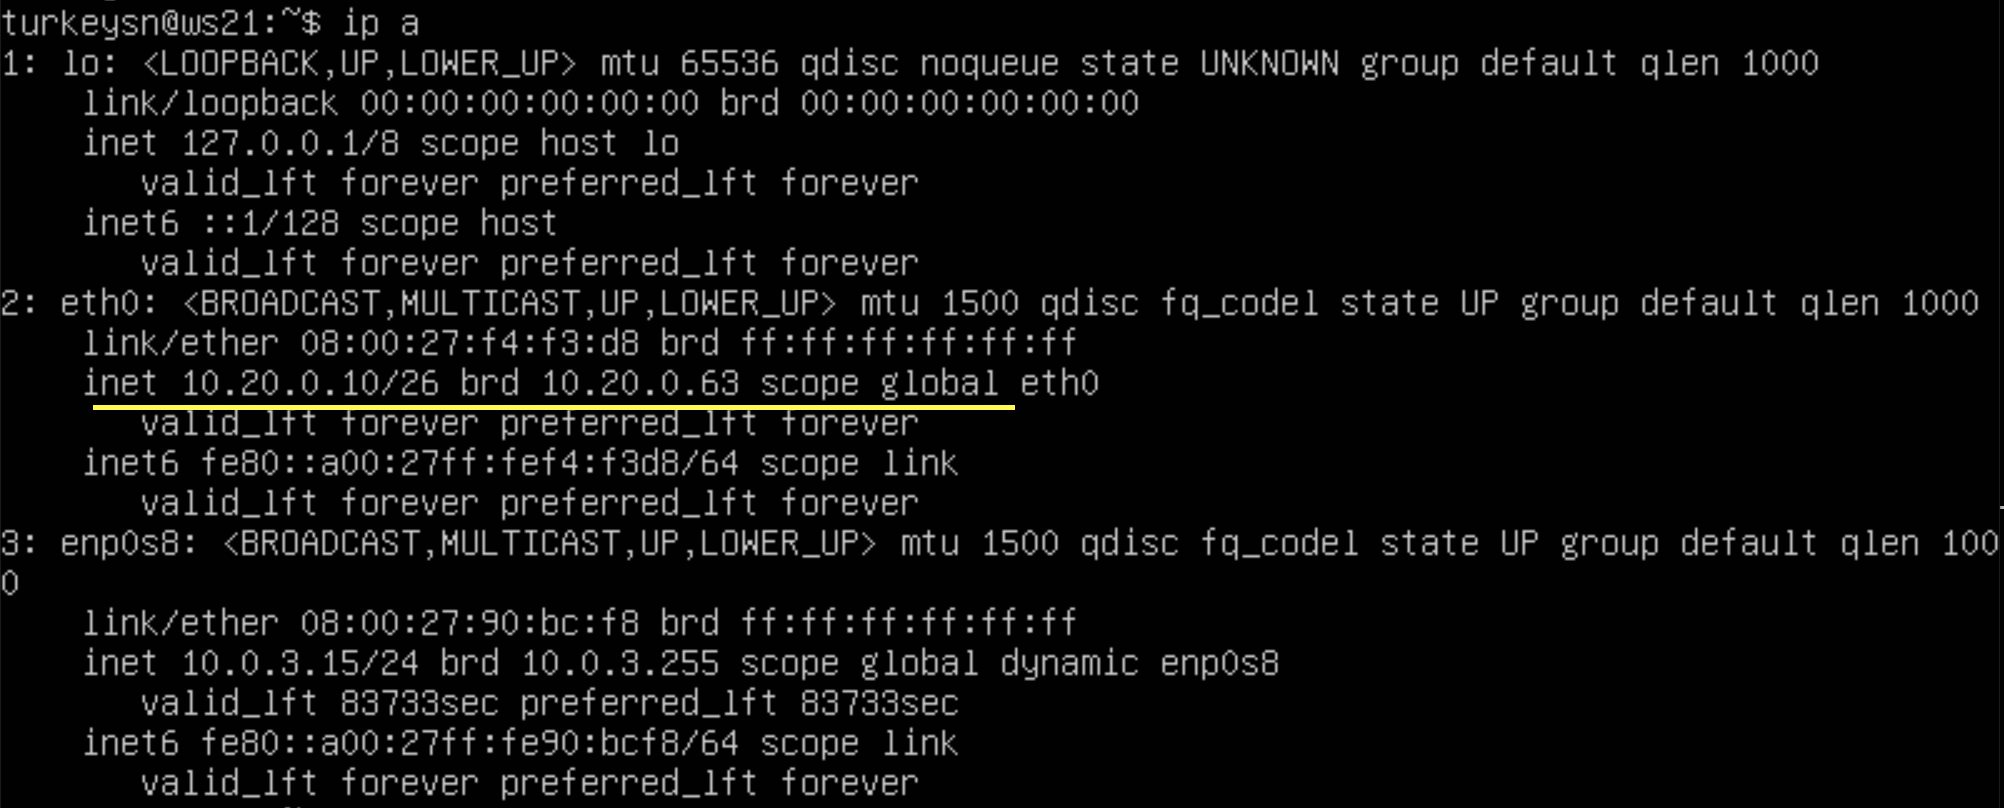 turkeysn@ws21:~$ ip a
1: lo: <LOOPBACK,UP,LOWER_UP> mtu 65536 qdisc noqueue state UNKNOWN group default qlen 1000
    link/loopback 00:00:00:00:00:00 brd 00:00:00:00:00:00
    inet 127.0.0.1/8 scope host lo
       valid_lft forever preferred_lft forever
    inet6 ::1/128 scope host
       valid_lft forever preferred_lft forever
2: eth0: <BROADCAST,MULTICAST,UP,LOWER_UP> mtu 1500 qdisc fq_codel state UP group default qlen 1000
    link/ether 08:00:27:f4:f3:d8 brd ff:ff:ff:ff:ff:ff
    inet 10.20.0.10/26 brd 10.20.0.63 scope global eth0
       valid_lft forever preferred_lft forever
    inet6 fe80::a00:27ff:fef4:f3d8/64 scope link
       valid_lft forever preferred_lft forever
3: enp0s8: <BROADCAST,MULTICAST,UP,LOWER_UP> mtu 1500 qdisc fq_codel state UP group default qlen 100
0
    link/ether 08:00:27:90:bc:f8 brd ff:ff:ff:ff:ff:ff
    inet 10.0.3.15/24 brd 10.0.3.255 scope global dynamic enp0s8
       valid_lft 83733sec preferred_lft 83733sec
    inet6 fe80::a00:27ff:fe90:bcf8/64 scope link
       valid_lft forever preferred_lft forever